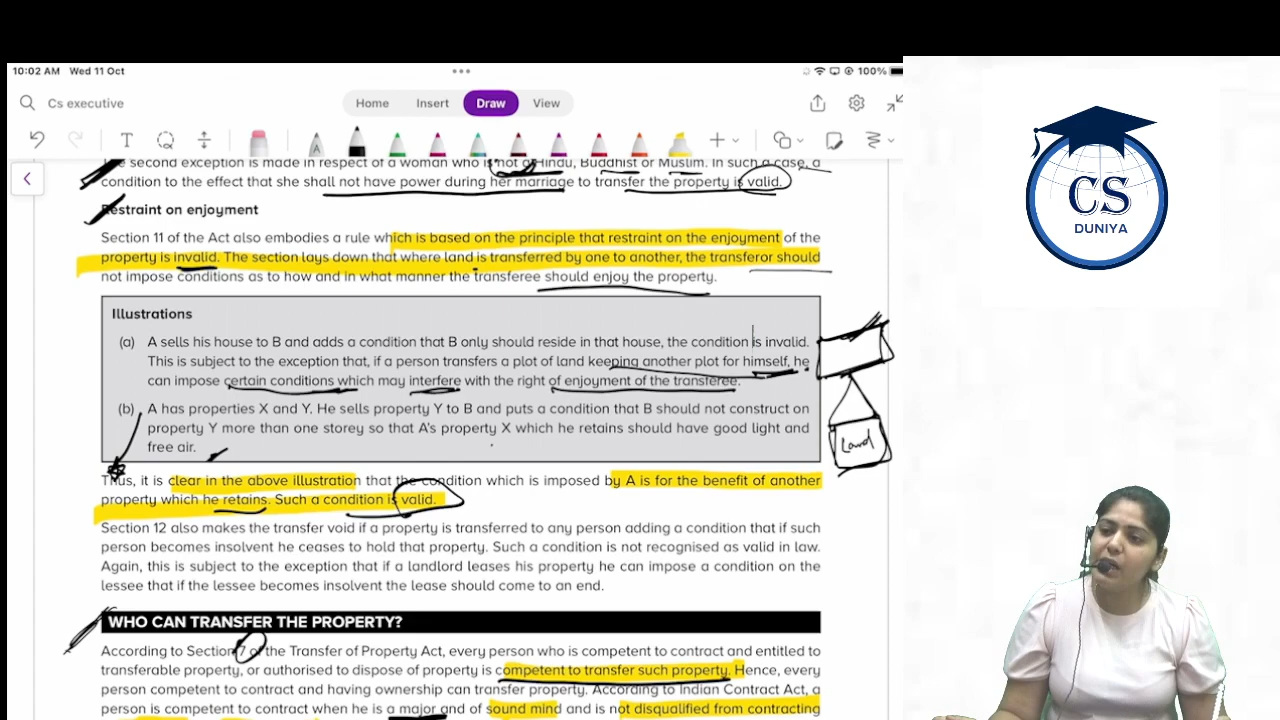 10:02 AM Wed 11 Oct
100%
Cs executive
Home Insert Draw View
second exception is made in respect of a woman who is not a Hindu, Buddhist or Muslim. In such a case, a
condition to the effect that she shall not have power during her marriage to transfer the property is valid.
Restraint on enjoyment
Section 11 of the Act also embodies a rule which is based on the principle that restraint on the enjoyment of the
property is invalid. The section lays down that where land is transferred by one to another, the transferor should
not impose conditions as to how and in what manner the transferee should enjoy the property.
Illustrations
(a) A sells his house to B and adds a condition that B only should reside in that house, the condition is invalid.
This is subject to the exception that, if a person transfers a plot of land keeping another plot for himself, he
can impose certain conditions which may interfere with the right of enjoyment of the transferee.
(b) A has properties X and Y. He sells property Y to B and puts a condition that B should not construct on
property Y more than one storey so that A's property X which he retains should have good light and
free air.
Land
Thus, it is clear in the above illustration that the condition which is imposed by A is for the benefit of another
property which he retains. Such a condition is valid.
Section 12 also makes the transfer void if a property is transferred to any person adding a condition that if such
person becomes insolvent he ceases to hold that property. Such a condition is not recognised as valid in law.
Again, this is subject to the exception that if a landlord leases his property he can impose a condition on the
lessee that if the lessee becomes insolvent the lease should come to an end.
WHO CAN TRANSFER THE PROPERTY?
According to Section 7 of the Transfer of Property Act, every person who is competent to contract and entitled to
transferable property, or authorised to dispose of property is competent to transfer such property. Hence, every
person competent to contract and having ownership can transfer property. According to Indian Contract Act, a
person is competent to contract when he is a major and of sound mind and is not disqualified from contracting
CS
DUNIYA